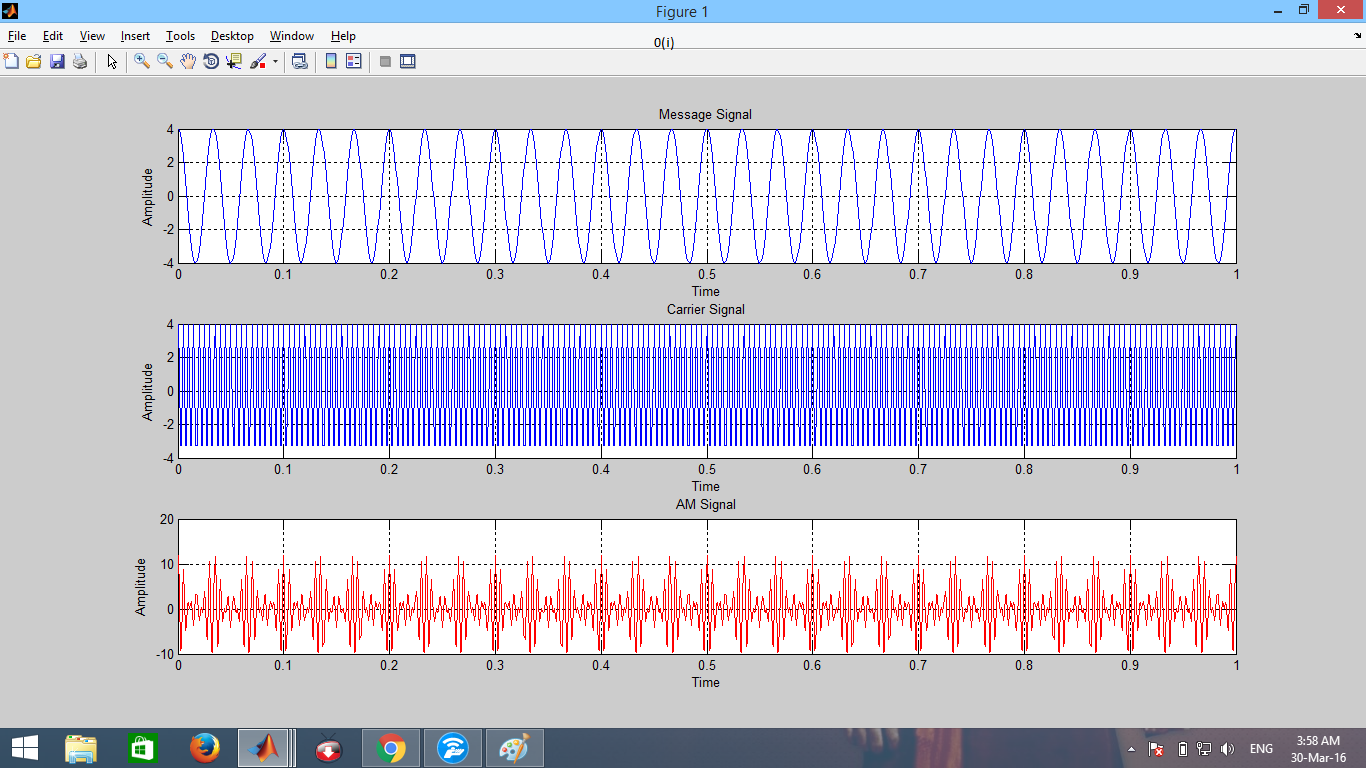 Figure 1
File Edit View Insert Tools Desktop Window Help
0(i)
Message Signal
Amplitude
4
2
0
-2
-4
0 0.1 0.2 0.3 0.4 0.5 0.6 0.7 0.8 0.9 1
Time
Carrier Signal
Amplitude
4
2
0
-2
-4
0 0.1 0.2 0.3 0.4 0.5 0.6 0.7 0.8 0.9 1
Time
AM Signal
Amplitude
20
10
0
-10
0 0.1 0.2 0.3 0.4 0.5 0.6 0.7 0.8 0.9 1
Time
ENG
3:58 AM
30-Mar-16